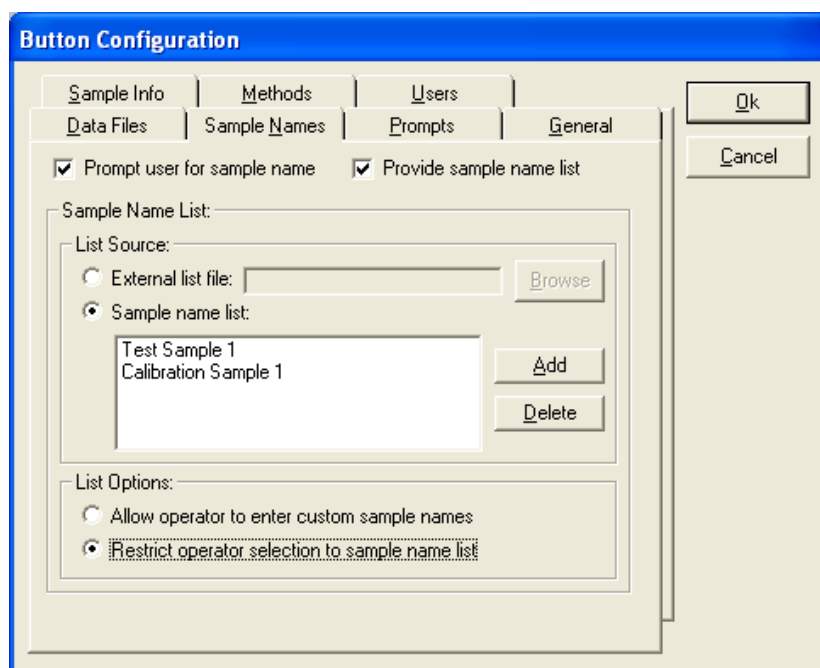 Button Configuration
Sample Info Methods Users
Data Files Sample Names Prompts General
Ok
Cancel
Prompt user for sample name Provide sample name list
Sample Name List:
List Source:
External list file: Browse
Sample name list:
Test Sample 1
Calibration Sample 1
Add
Delete
List Options:
Allow operator to enter custom sample names
Restrict operator selection to sample name list